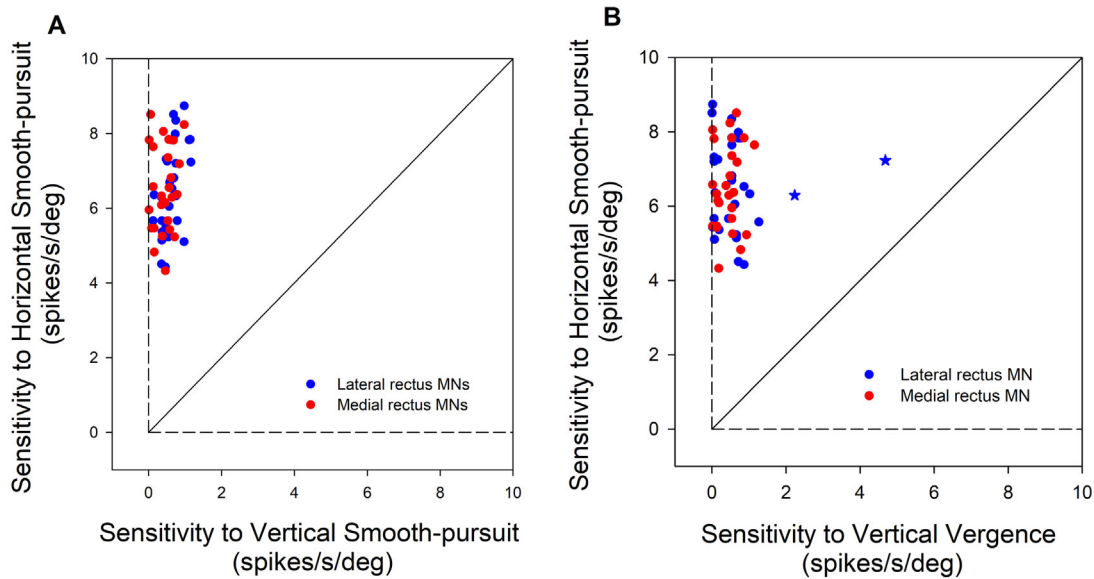 A
Sensitivity to Horizontal Smooth-pursuit
(spikes/s/deg)
10
8
6
4
2
0
Lateral rectus MNs
Medial rectus MNs
0 2 4 6 8 10
Sensitivity to Vertical Smooth-pursuit
(spikes/s/deg)
B
Sensitivity to Horizontal Smooth-pursuit
(spikes/s/deg)
10
8
6
4
2
0
Lateral rectus MN
Medial rectus MN
0 2 4 6 8 10
Sensitivity to Vertical Vergence
(spikes/s/deg)